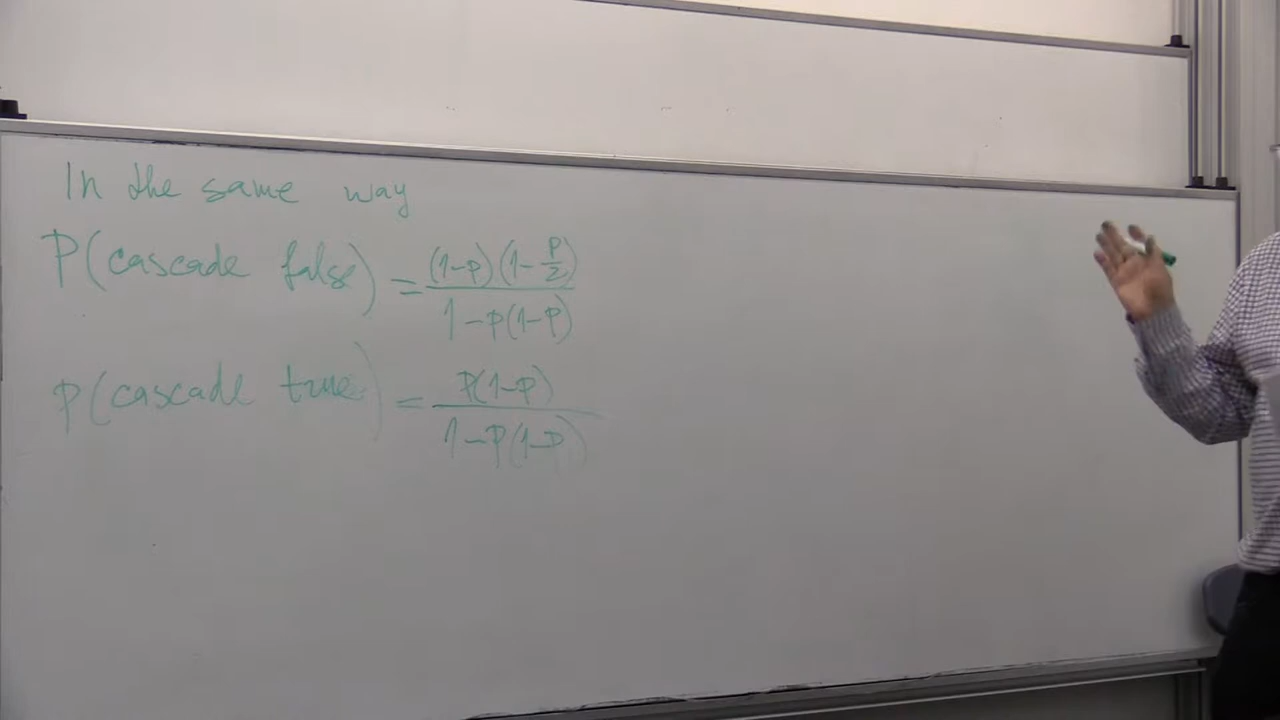 In the same way
P(cascade false) = (1-p)(1-p/2) / 1-p(1-p)
P(cascade true) = p(1-p) / 1-p(1-p)